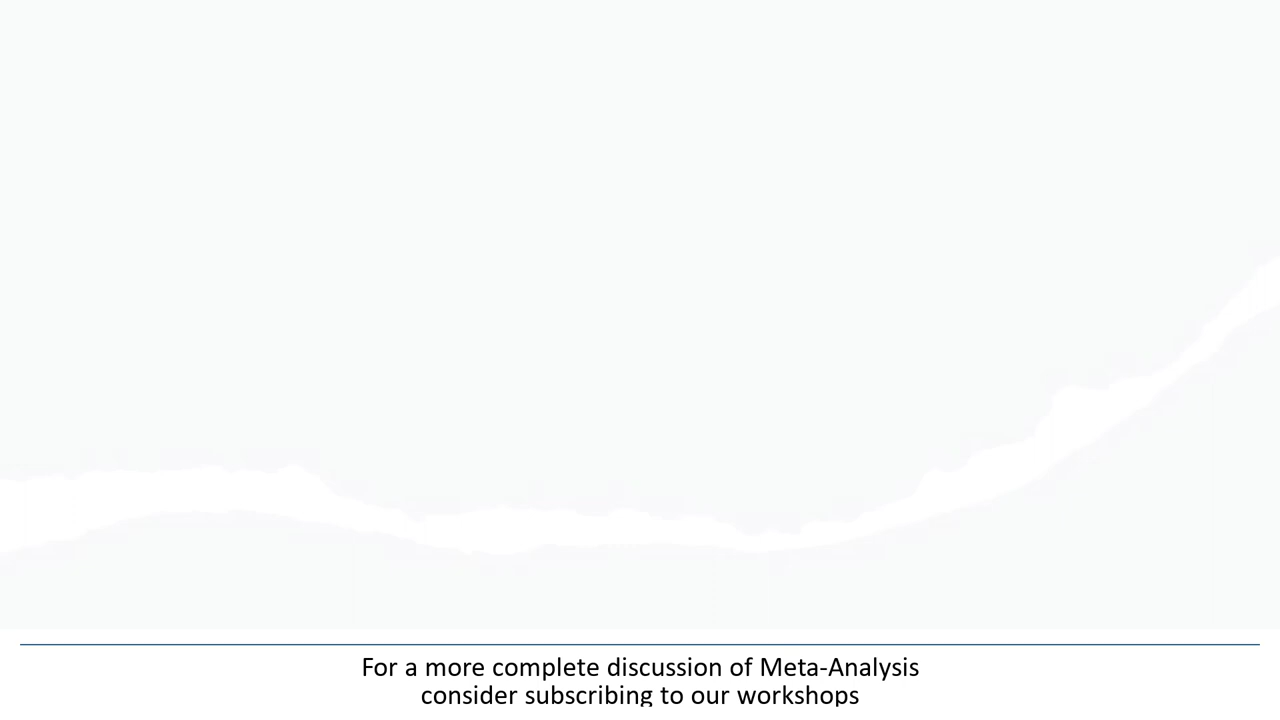 For a more complete discussion of Meta-Analysis
consider subscribing to our workshops